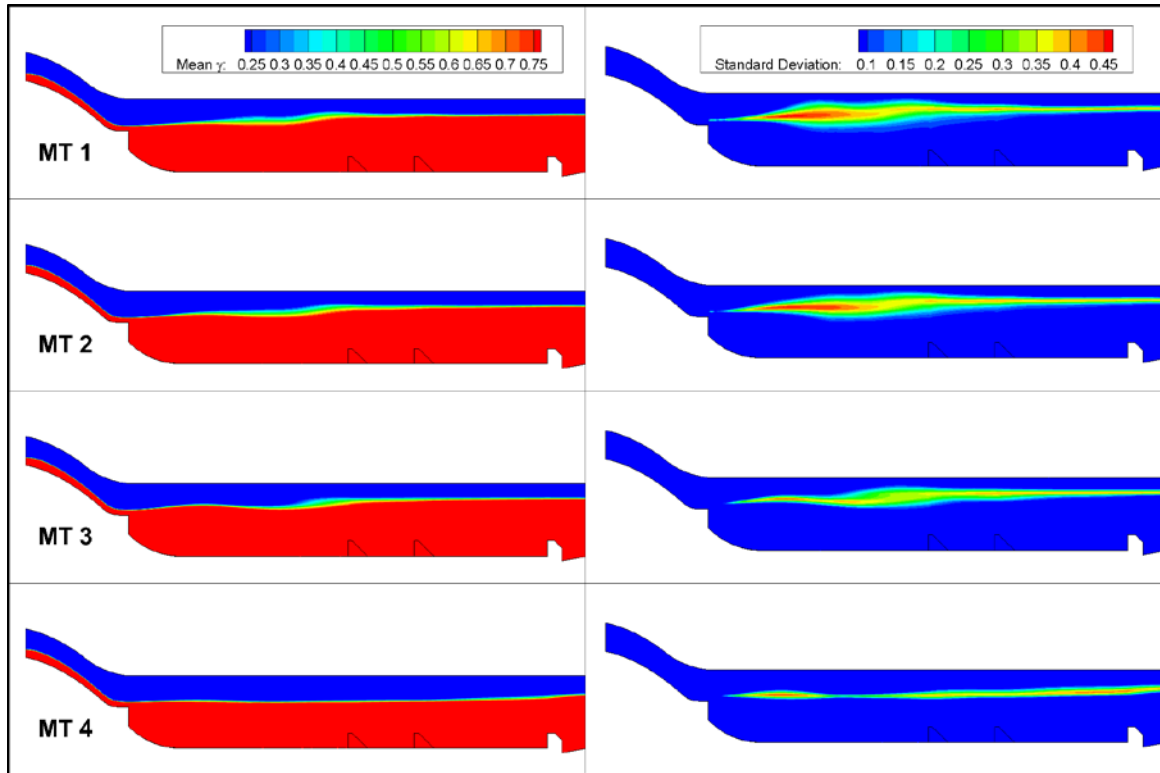 Mean γ: 0.25 0.3 0.35 0.4 0.45 0.5 0.55 0.6 0.65 0.7 0.75
Standard Deviation: 0.1 0.15 0.2 0.25 0.3 0.35 0.4 0.45
MT 1
MT 2
MT 3
MT 4